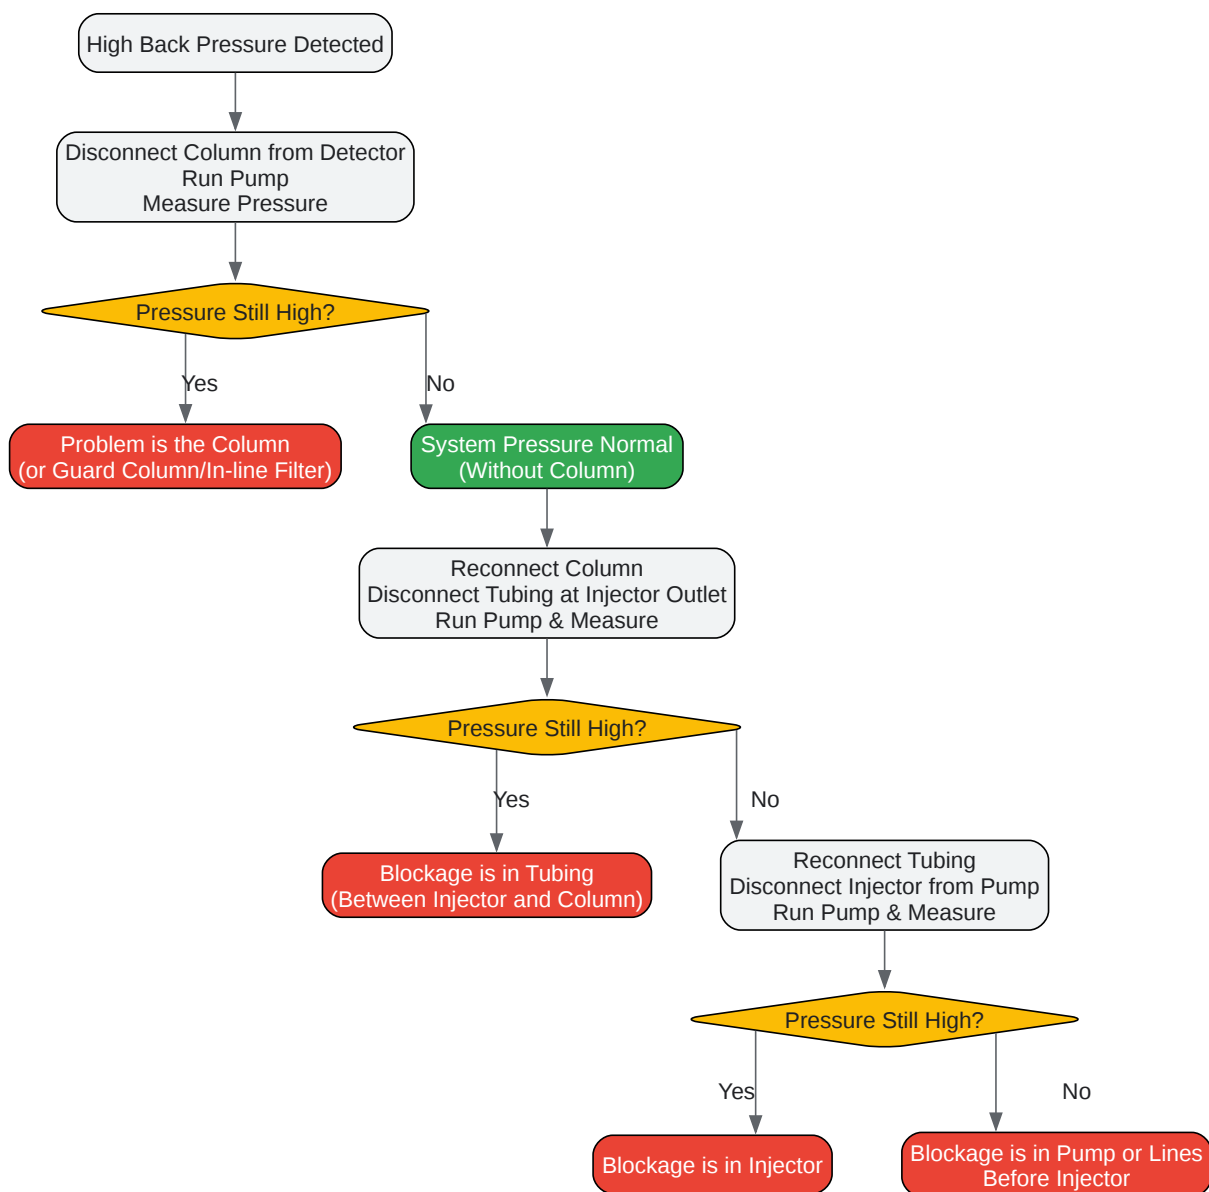 High Back Pressure Detected
Disconnect Column from Detector
Run Pump
Measure Pressure
Pressure Still High?
Yes
No
Problem is the Column
(or Guard Column/In-line Filter)
System Pressure Normal
(Without Column)
Reconnect Column
Disconnect Tubing at Injector Outlet
Run Pump & Measure
Pressure Still High?
Yes
No
Blockage is in Tubing
(Between Injector and Column)
Reconnect Tubing
Disconnect Injector from Pump
Run Pump & Measure
Pressure Still High?
Yes
No
Blockage is in Injector
Blockage is in Pump or Lines
Before Injector